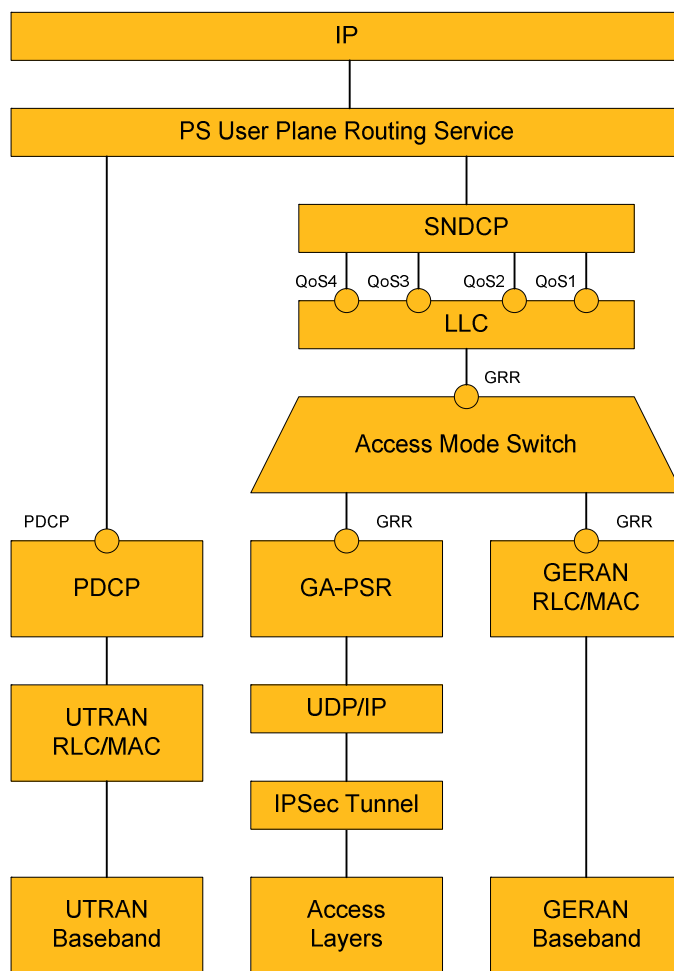 IP
PS User Plane Routing Service
SNDCP
QoS4 QoS3 QoS2 QoS1
LLC
GRR
Access Mode Switch
PDCP GRR GRR
PDCP
GA-PSR
GERAN
RLC/MAC
UTRAN
RLC/MAC
UDP/IP
IPSec Tunnel
UTRAN
Baseband
Access
Layers
GERAN
Baseband